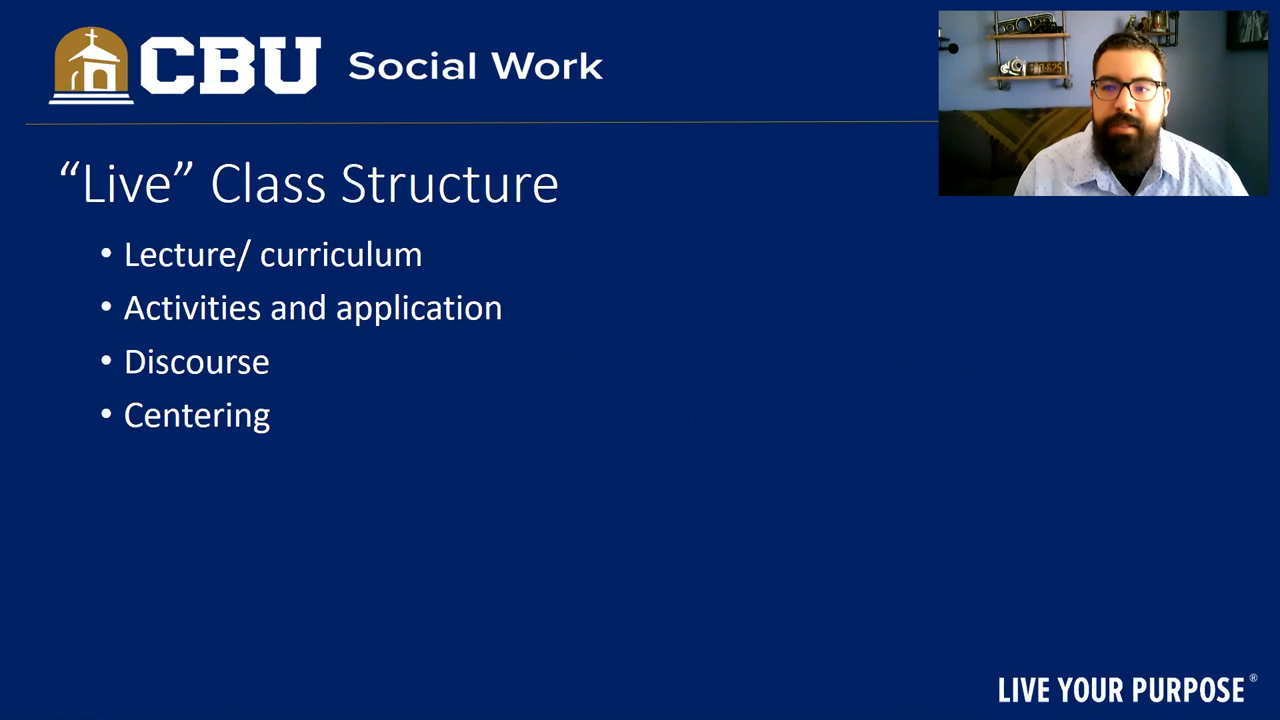 CBU Social Work
“Live” Class Structure
• Lecture/ curriculum
• Activities and application
• Discourse
• Centering
LIVE YOUR PURPOSE®